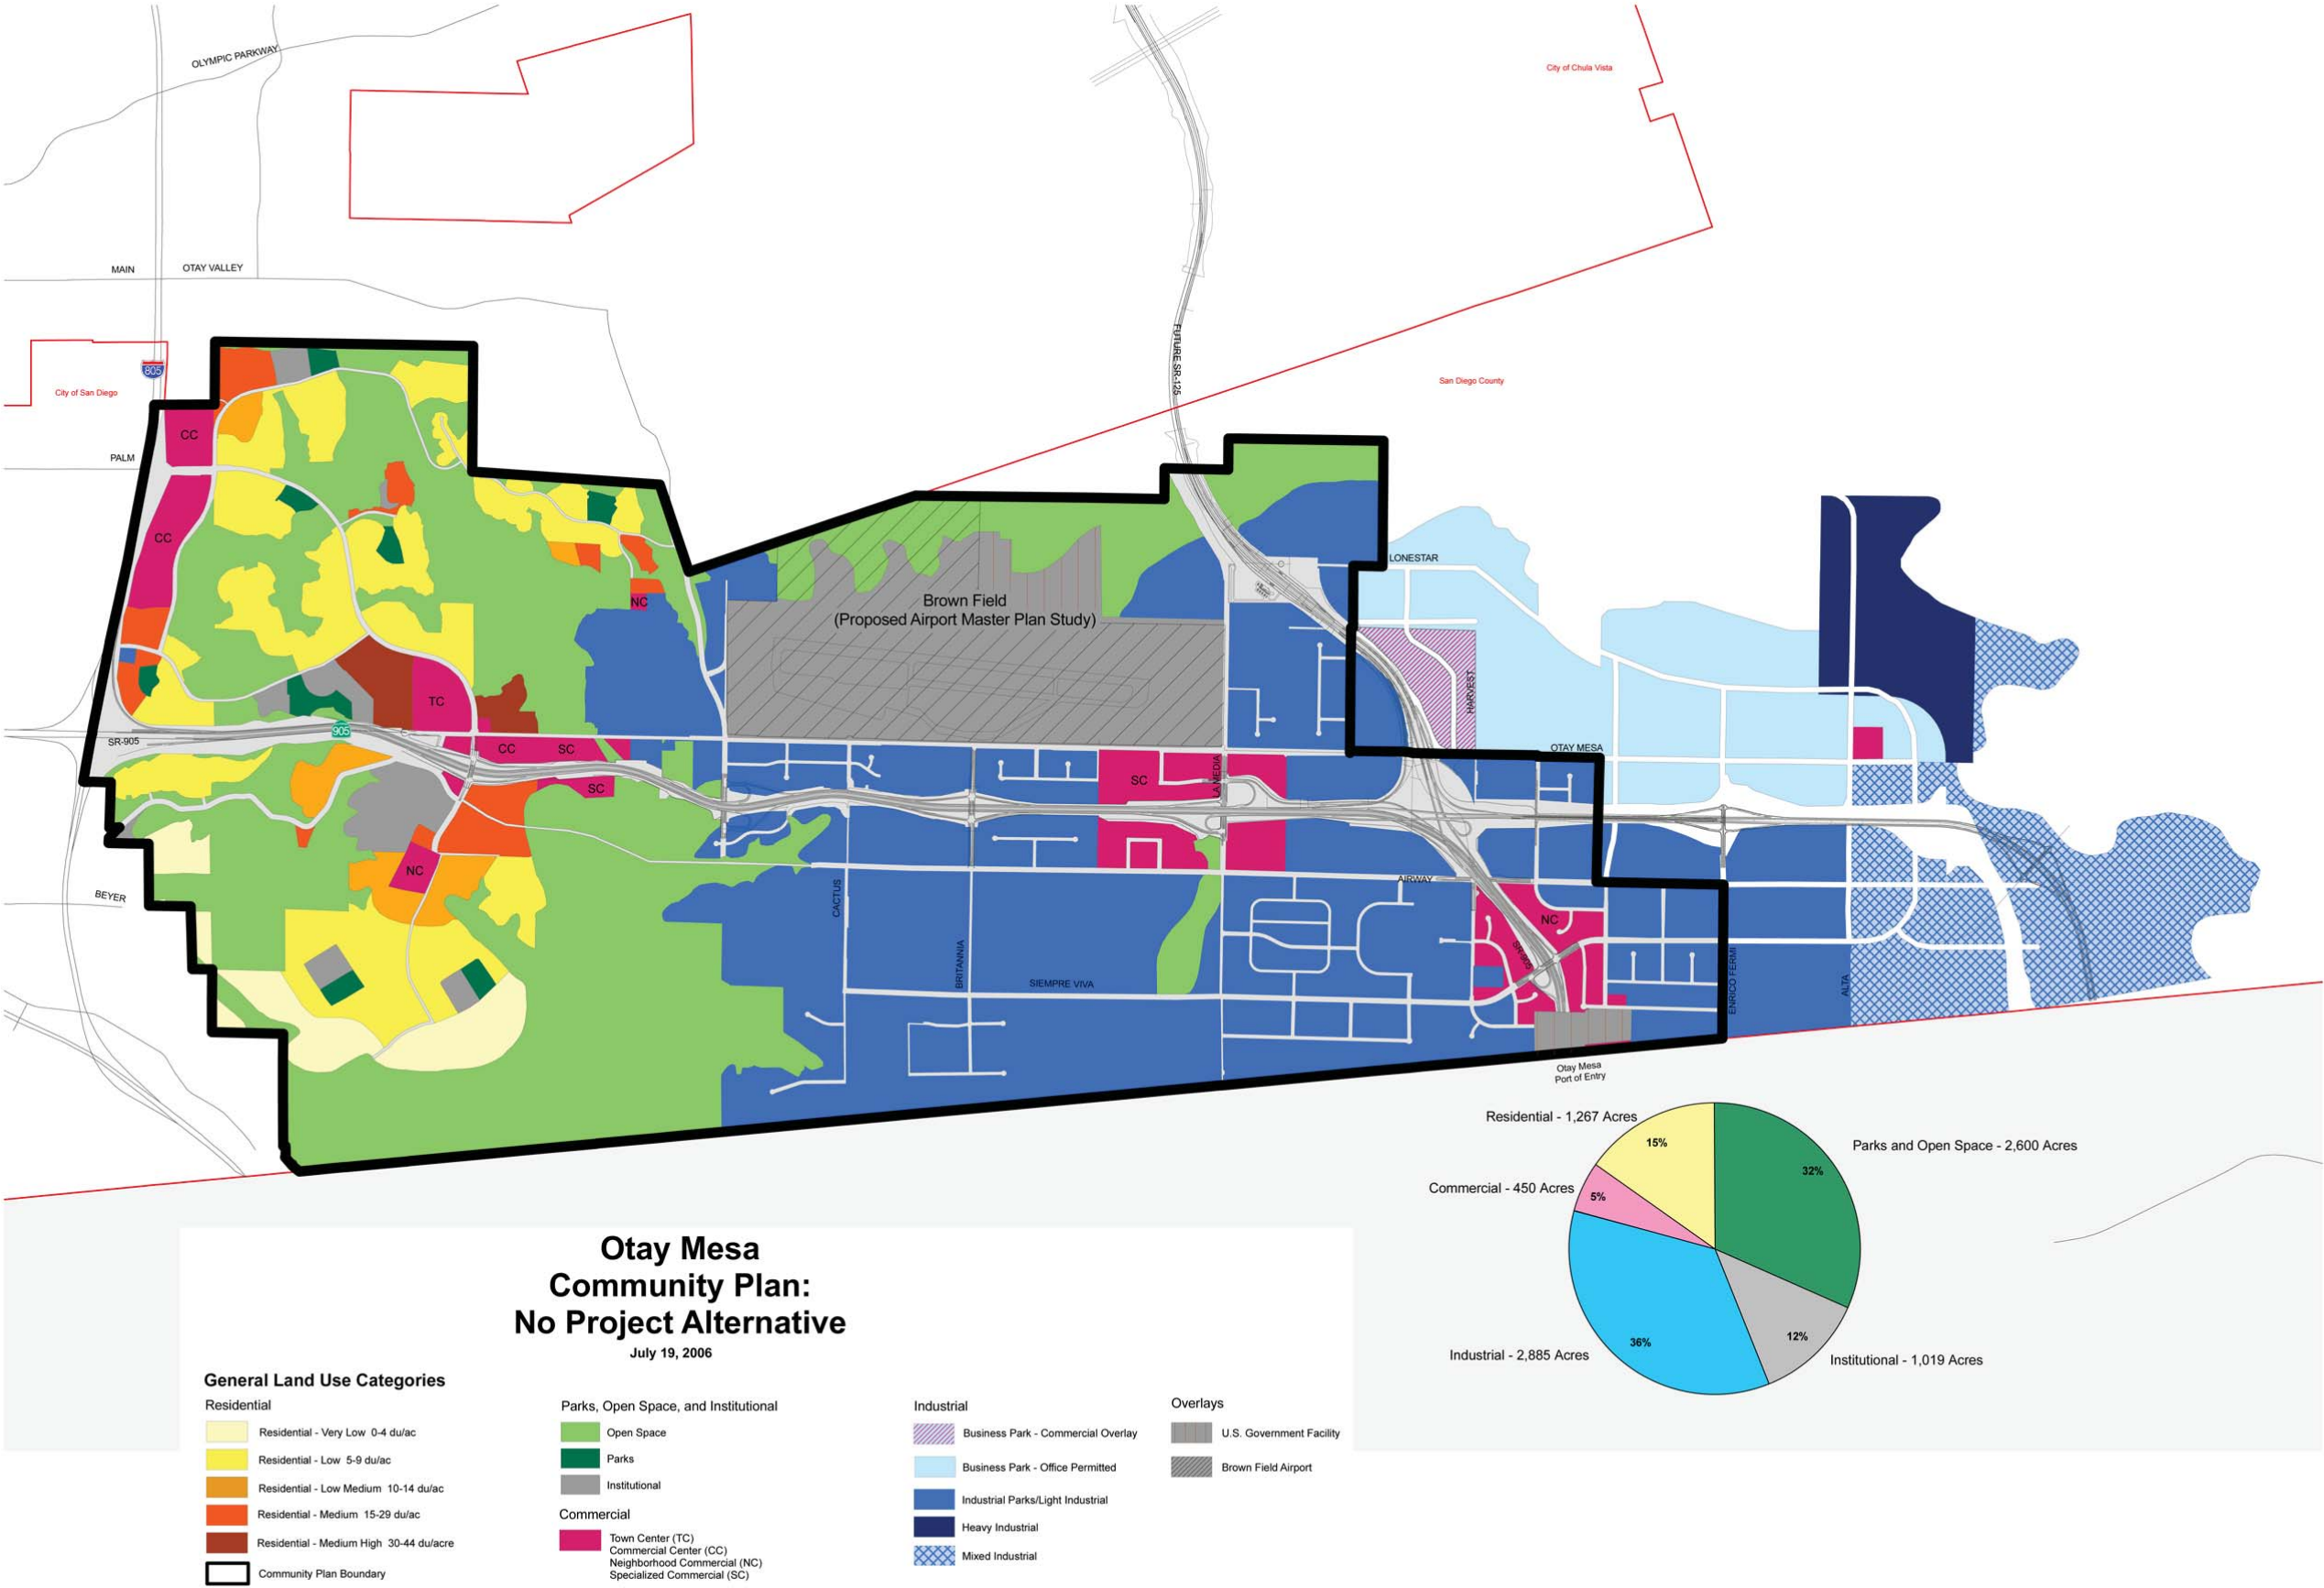 OLYMPIC PARKWAY
City of Chula Vista
MAIN
OTAY VALLEY
FUTURE SR-125
805
City of San Diego
San Diego County
CC
PALM
CC
LONESTAR
NC
Brown Field
(Proposed Airport Master Plan Study)
TC
HARVEST
905
SR-905
CC
SC
OTAY MESA
SC
SC
LA MEDIA
NC
AIRWAY
CACTUS
BEYER
NC
BRITANNIA
SR-905
SIEMPRE VIVA
ENRICO FERMI
ALTA
Otay Mesa
Port of Entry
Residential - 1,267 Acres
15%
Parks and Open Space - 2,600 Acres
32%
Commercial - 450 Acres
5%
36%
12%
Industrial - 2,885 Acres
Institutional - 1,019 Acres
Otay Mesa
Community Plan:
No Project Alternative
July 19, 2006
General Land Use Categories
Residential
Residential - Very Low 0-4 du/ac
Residential - Low 5-9 du/ac
Residential - Low Medium 10-14 du/ac
Residential - Medium 15-29 du/ac
Residential - Medium High 30-44 du/acre
Community Plan Boundary
Parks, Open Space, and Institutional
Open Space
Parks
Institutional
Commercial
Town Center (TC)
Commercial Center (CC)
Neighborhood Commercial (NC)
Specialized Commercial (SC)
Industrial
Business Park - Commercial Overlay
Business Park - Office Permitted
Industrial Parks/Light Industrial
Heavy Industrial
Mixed Industrial
Overlays
U.S. Government Facility
Brown Field Airport